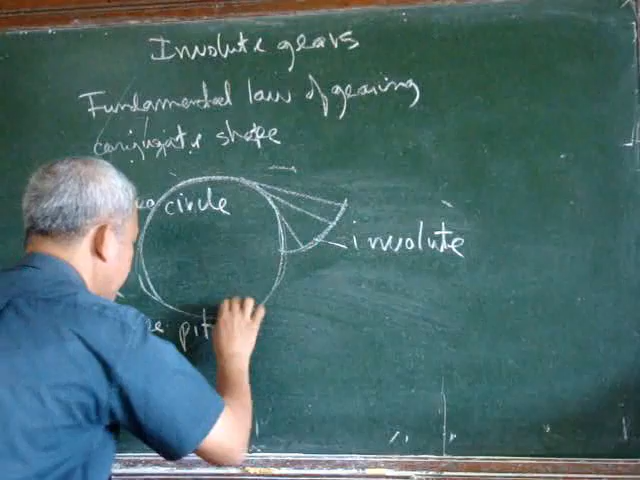 Involute gears
Fundamental law of gearing
conjugate shape
circle
involute